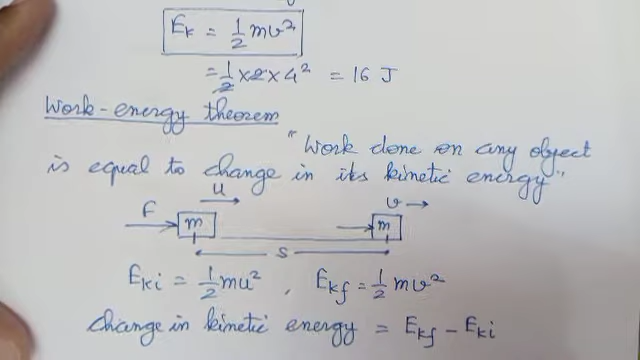 Eₖ = 1/2 mv²
= 1/2 × 2 × 4² = 16 J
Work-energy theorem
"Work done on any object
is equal to change in its kinetic energy"
u v
F m m
s
Eₖᵢ = 1/2 mu² , Eₖf = 1/2 mv²
change in kinetic energy = Eₖf - Eₖᵢ